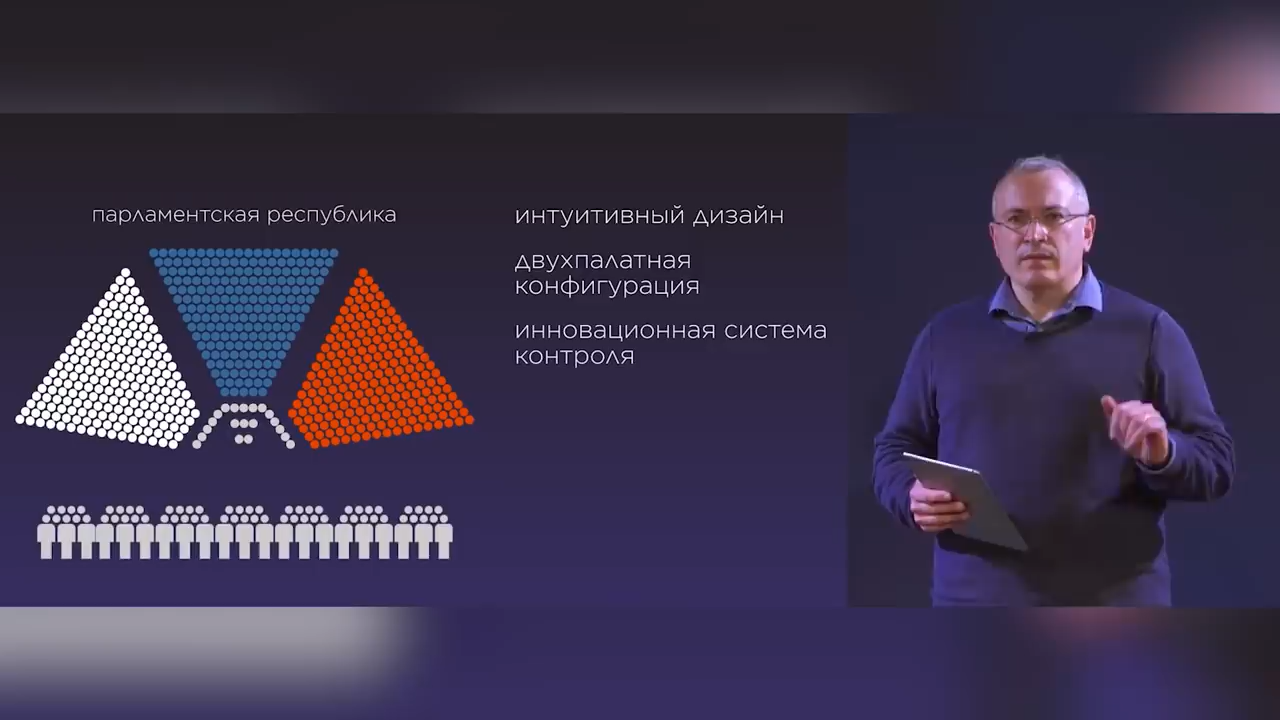 парламентская республика
интуитивный дизайн
двухпалатная
конфигурация
инновационная система
контроля